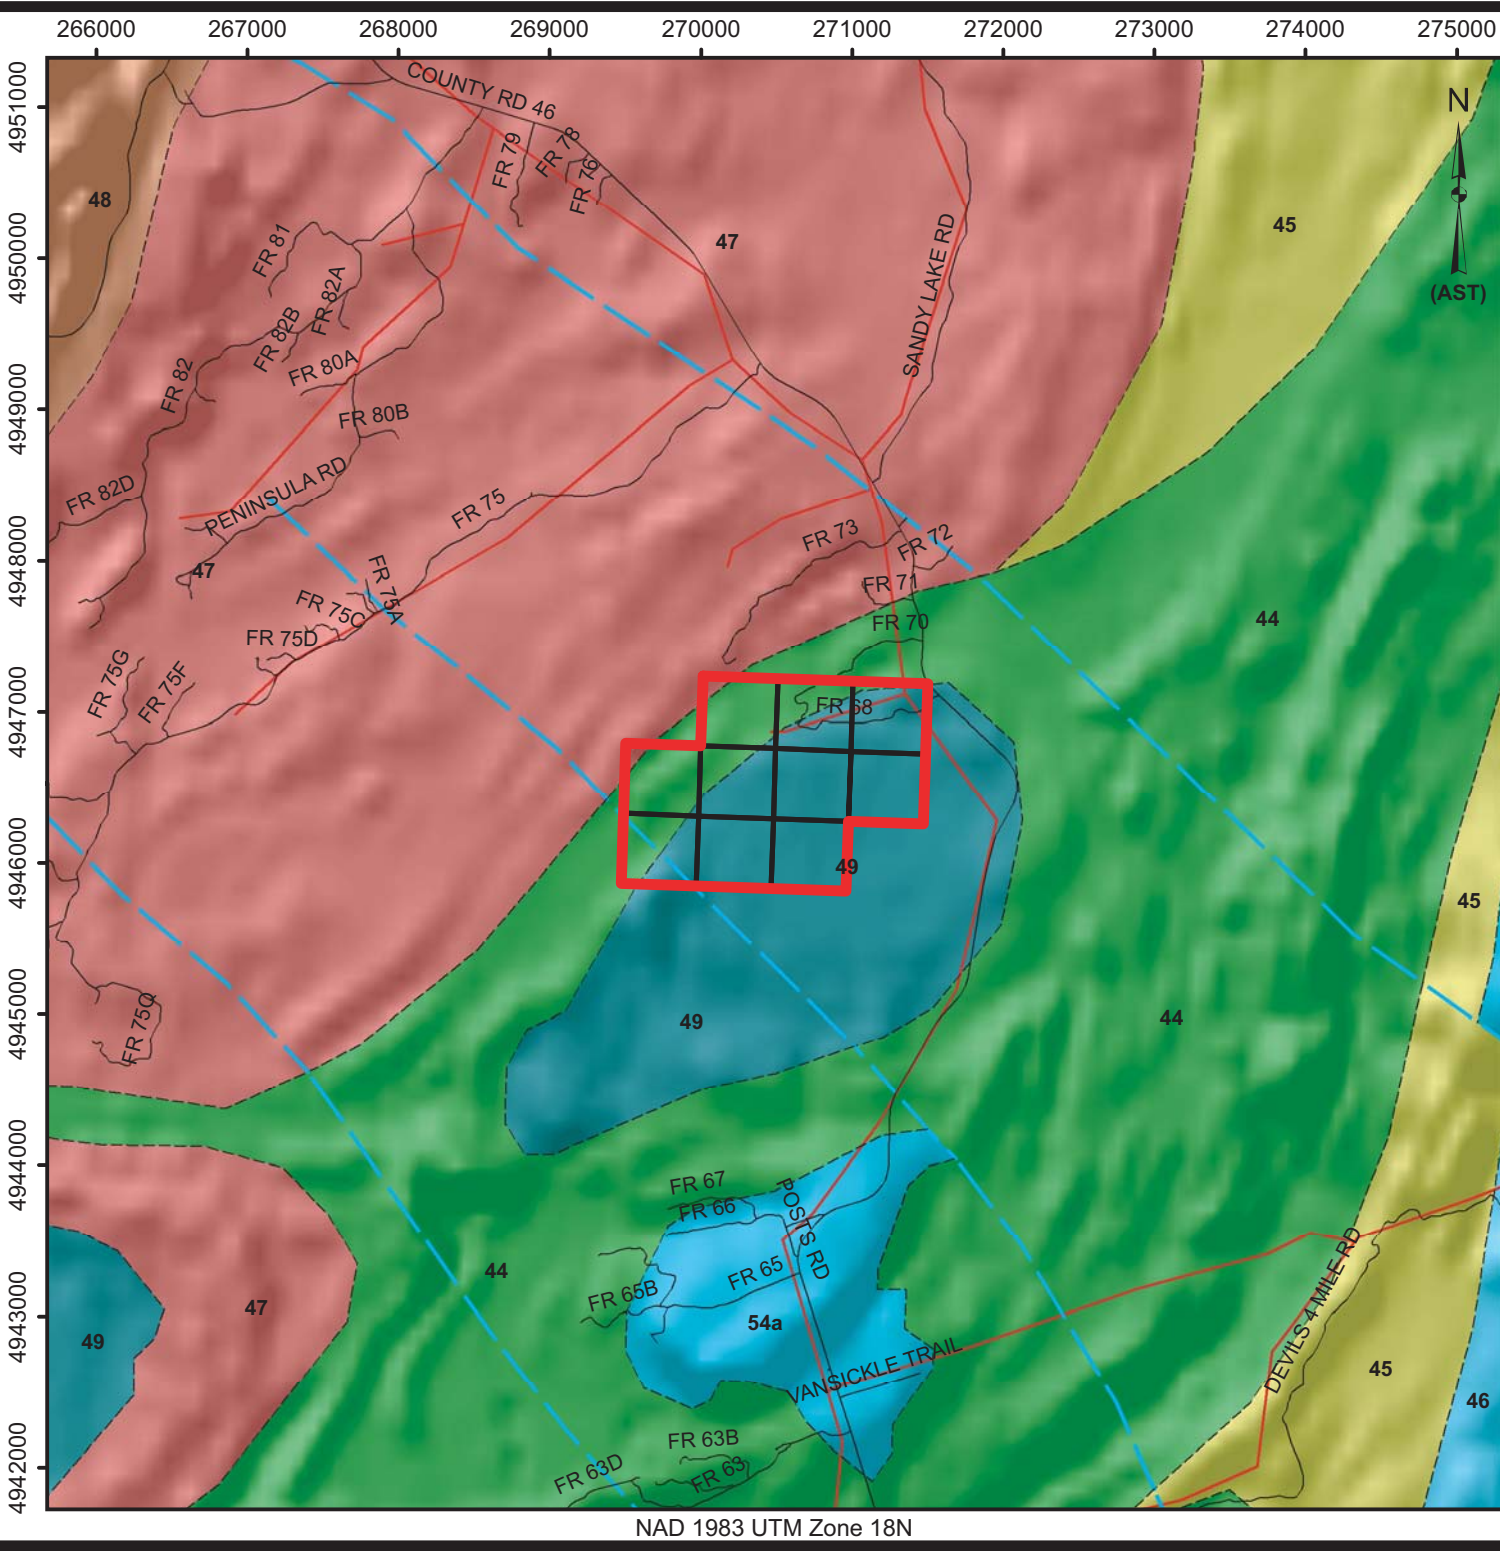 266000 267000 268000 269000 270000 271000 272000 273000 274000 275000
4951000
4950000
4949000
4948000
4947000
4946000
4945000
4944000
4943000
4942000
N
(AST)
COUNTY RD 46
FR 79
FR 78
FR 76
48
47
45
SANDY LAKE RD
FR 81
FR 82A
FR 82B
FR 82
FR 80A
FR 80B
PENINSULA RD
FR 82D
FR 75
FR 73
FR 72
47
FR 75A
FR 71
FR 75C
FR 70
44
FR 75D
FR 75G
FR 75F
FR 68
49
45
FR 75Q
49
44
FR 67
FR 66
POSTS RD
44
FR 65
FR 65B
47
54a
49
VANSICKLE TRAIL
DEVILS 4 MILE RD
45
46
FR 63B
FR 63D
FR 63
NAD 1983 UTM Zone 18N